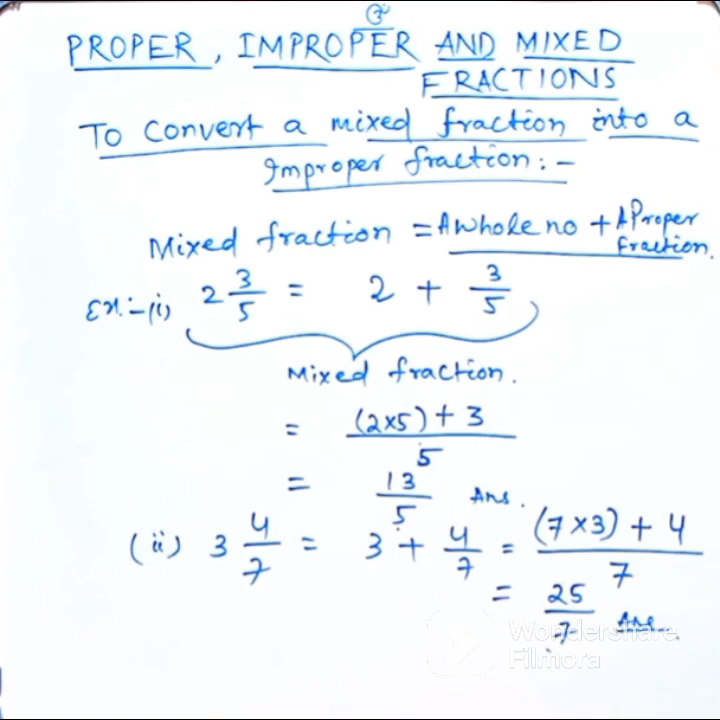 3
PROPER, IMPROPER AND MIXED
FRACTIONS
To Convert a mixed fraction into a
Improper fraction:-
Mixed fraction = A whole no + A Proper
fraction.
Ex:-(i) 2 3/5 = 2 + 3/5
Mixed fraction.
= (2x5)+3/5
= 13/5 Ans.
(ii) 3 4/7 = 3 + 4/7 = (7x3)+4/7
= 25/7 Ans.
Wondershare
Filmora